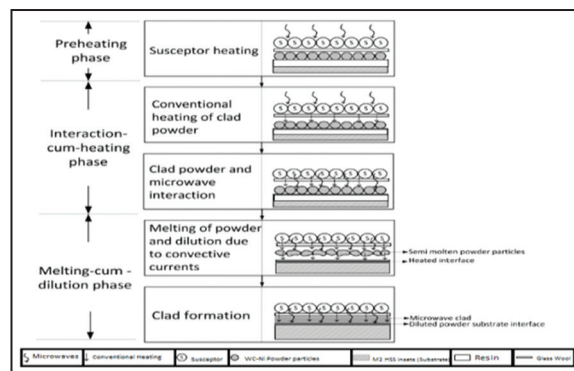 Preheating
phase
Susceptor heating
Interaction-
cum-heating
phase
Conventional
heating of clad
powder
Clad powder and
microwave
interaction
Melting-cum -
dilution phase
Melting of powder
and dilution due
to convective
currents
Semi molten powder particles
Heated interface
Clad formation
Microwave clad
Diluted powder substrate interface
Microwaves
Conventional Heating
S
Susceptor
WC-Ni Powder particles
M2 HSS (Substrate)
Resin
Glass Wool